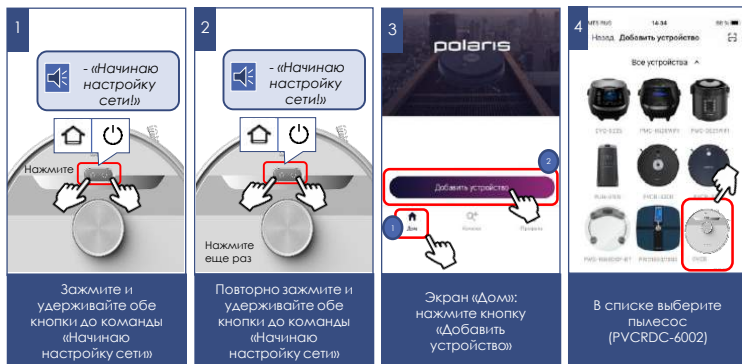 1
- «Начинаю
настройку
сети!»
Нажмите
Зажмите и
удерживайте обе
кнопки до команды
«Начинаю
настройку сети»
2
- «Начинаю
настройку
сети!»
Нажмите
еще раз
Повторно зажмите и
удерживайте обе
кнопки до команды
«Начинаю
настройку сети»
3
polaris
2
Добавить устройство
1
Дом
Экран «Дом»:
нажмите кнопку
«Добавить
устройство»
4
14:34
Назад Добавить устройство
Все устройства
В списке выберите
пылесос
(PVCRDC-6002)